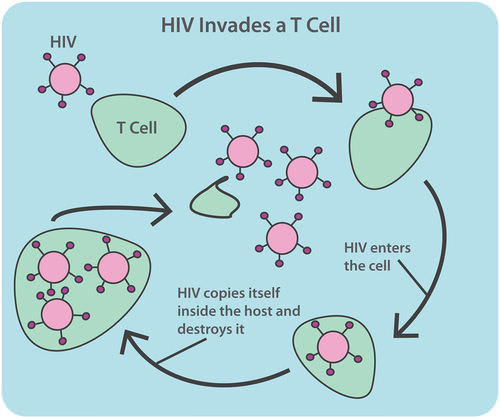 HIV Invades a T Cell
HIV
T Cell
HIV enters
the cell
HIV copies itself
inside the host and
destroys it